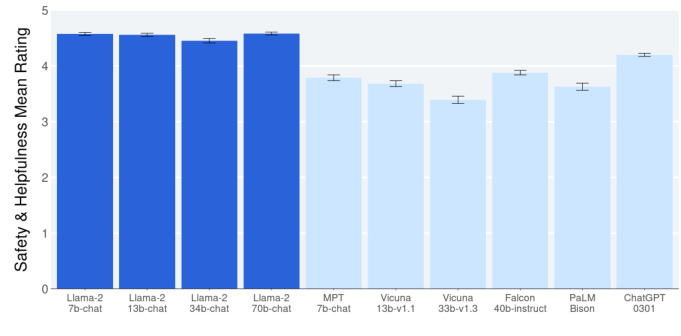 Safety & Helpfulness Mean Rating
5
4
3
2
1
0
Llama-2
7b-chat
Llama-2
13b-chat
Llama-2
34b-chat
Llama-2
70b-chat
MPT
7b-chat
Vicuna
13b-v1.1
Vicuna
33b-v1.3
Falcon
40b-instruct
PaLM
Bison
ChatGPT
0301